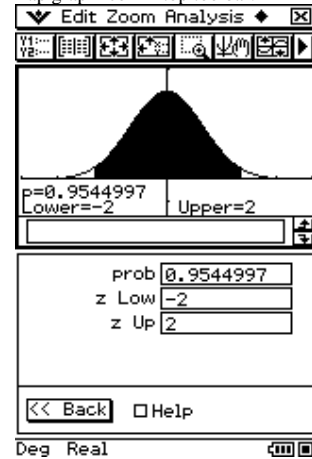 Edit Zoom Analysis
p=0.9544997
Lower=-2 Upper=2
prob 0.9544997
z Low -2
z Up 2
<< Back Help
Deg Real